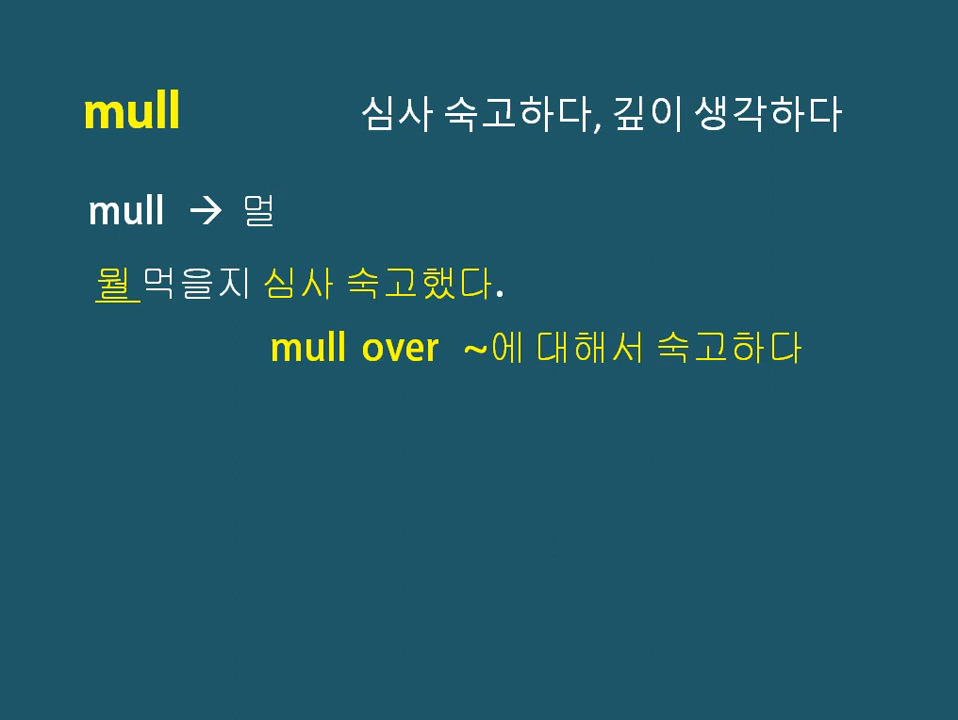 mull 심사 숙고하다, 깊이 생각하다
mull → 멀
뭘 먹을지 심사 숙고했다.
mull over ~에 대해서 숙고하다